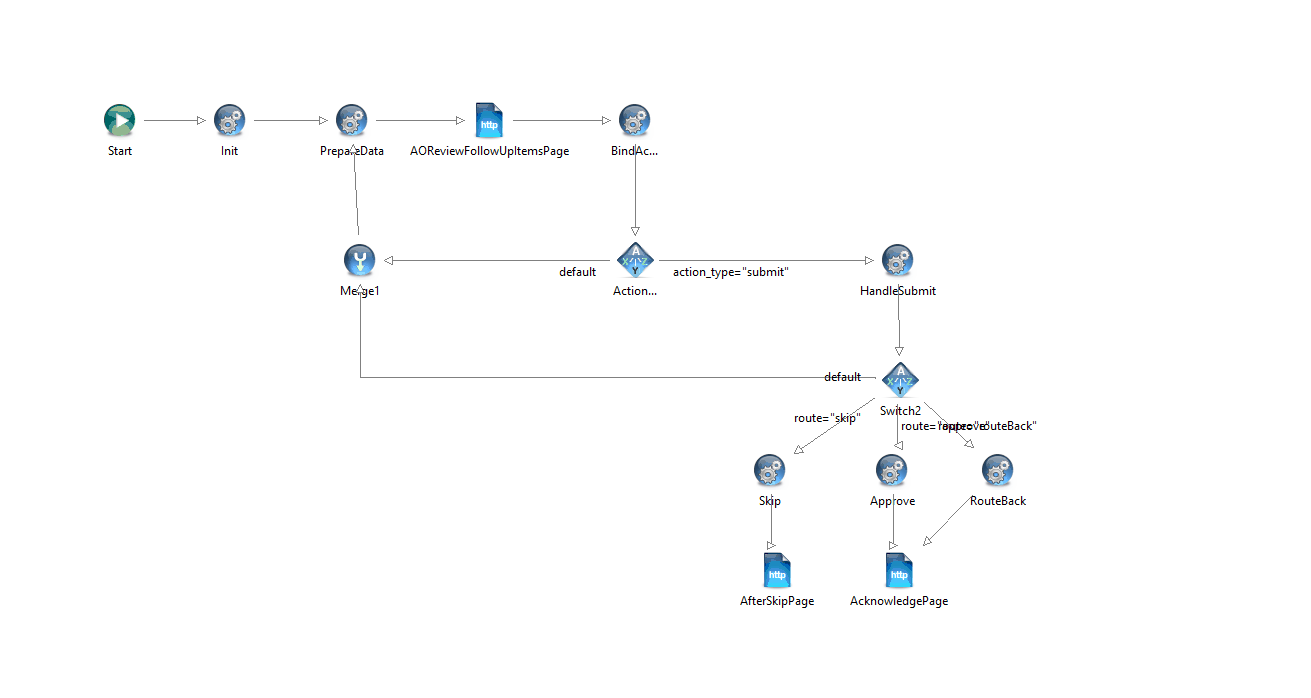 http
Start
Init
PrepareData
AOReviewFollowUpItemsPage
BindAc...
A
X
Z
Y
default
action_type="submit"
Merge1
Action...
HandleSubmit
default
A
X
Z
Y
Switch2
route="skip"
route="approve"
route="routeBack"
Skip
Approve
RouteBack
http
http
AfterSkipPage
AcknowledgePage